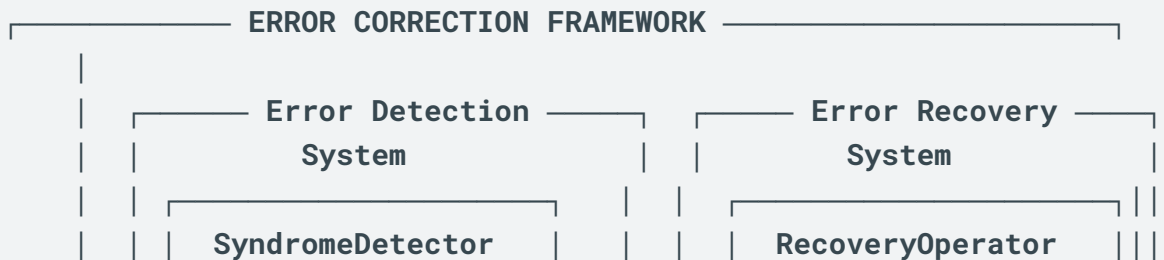 ERROR CORRECTION FRAMEWORK
Error Detection Error Recovery
System System
SyndromeDetector RecoveryOperator